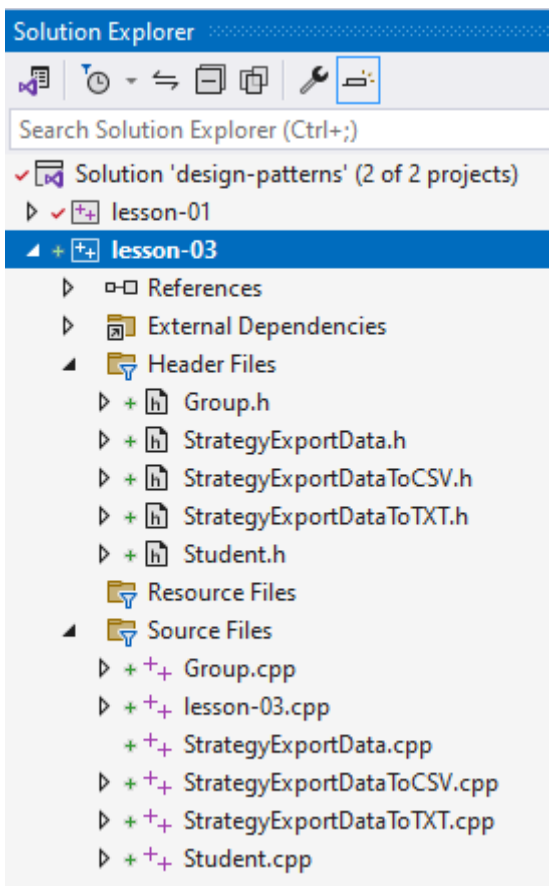 Solution Explorer
Search Solution Explorer (Ctrl+;)
Solution 'design-patterns' (2 of 2 projects)
lesson-01
lesson-03
References
External Dependencies
Header Files
Group.h
StrategyExportData.h
StrategyExportDataToCSV.h
StrategyExportDataToTXT.h
Student.h
Resource Files
Source Files
Group.cpp
lesson-03.cpp
StrategyExportData.cpp
StrategyExportDataToCSV.cpp
StrategyExportDataToTXT.cpp
Student.cpp